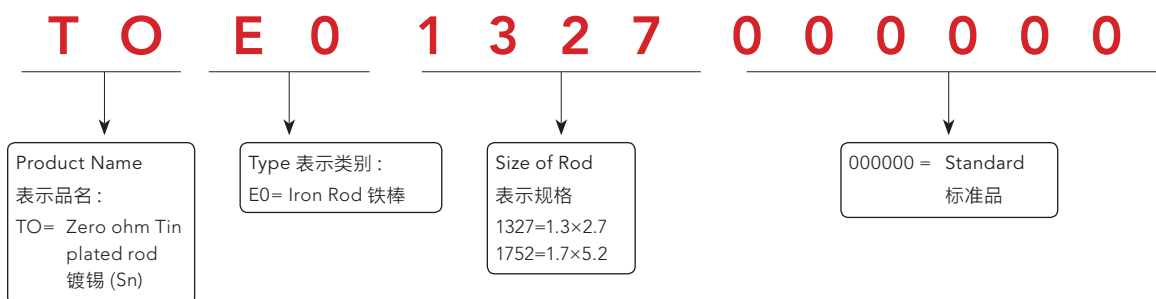 T O E 0 1 3 2 7 0 0 0 0 0 0
Product Name
表示品名 :
TO= Zero ohm Tin
plated rod
镀锡 (Sn)
Type 表示类别 :
E0= Iron Rod 铁棒
Size of Rod
表示规格
1327=1.3×2.7
1752=1.7×5.2
000000 = Standard
标准品